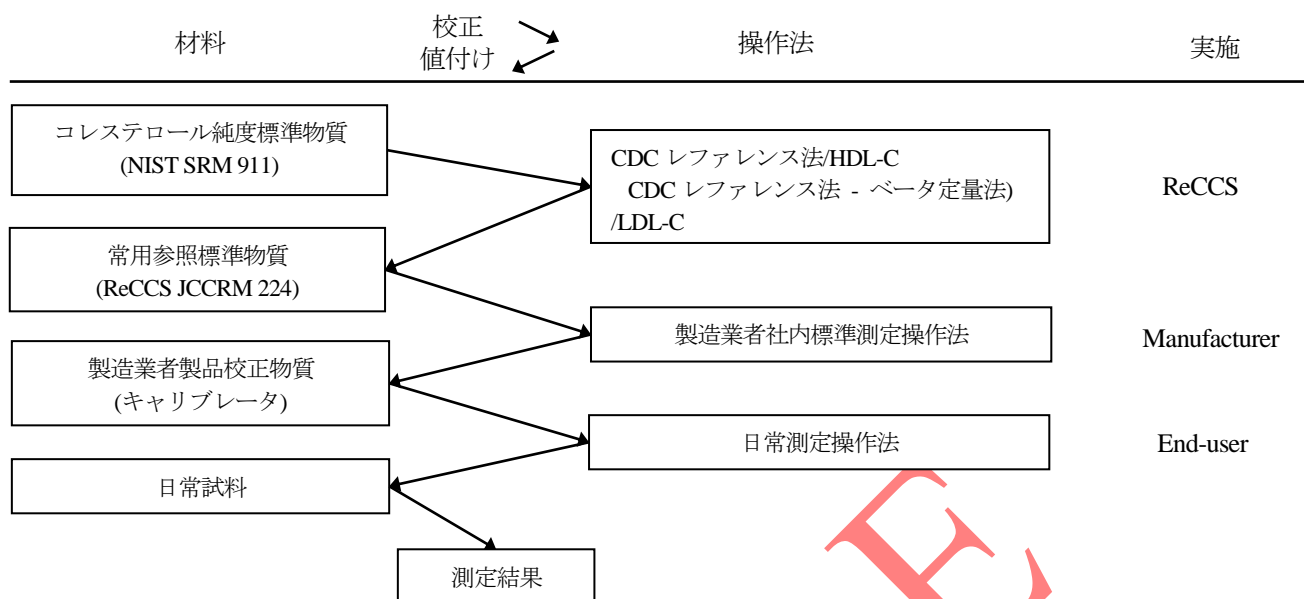 材料
校正
値付け
操作法
実施
コレステロール純度標準物質
(NIST SRM 911)
CDC レファレンス法/HDL-C
CDC レファレンス法 - ベータ定量法)
/LDL-C
ReCCS
常用参照標準物質
(ReCCS JCCRM 224)
製造業者社内標準測定操作法
Manufacturer
製造業者製品校正物質
(キャリブレータ)
日常測定操作法
End-user
日常試料
測定結果
E